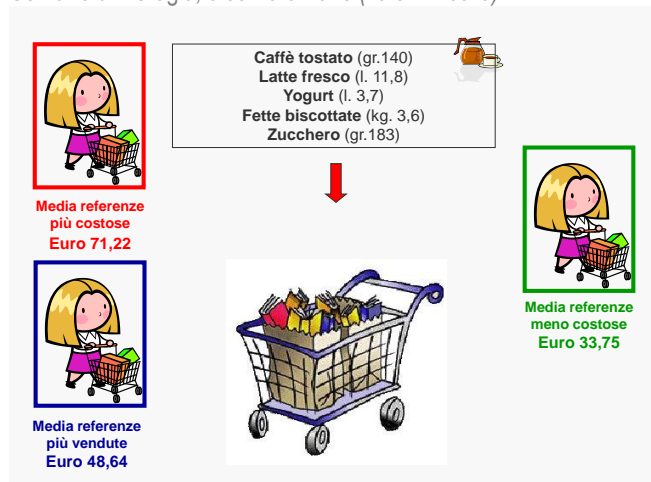 Caffè tostato (gr.140)
Latte fresco (l. 11,8)
Yogurt (l. 3,7)
Fette biscottate (kg. 3,6)
Zucchero (gr.183)
Media referenze
più costose
Euro 71,22
Media referenze
meno costose
Euro 33,75
Media referenze
più vendute
Euro 48,64